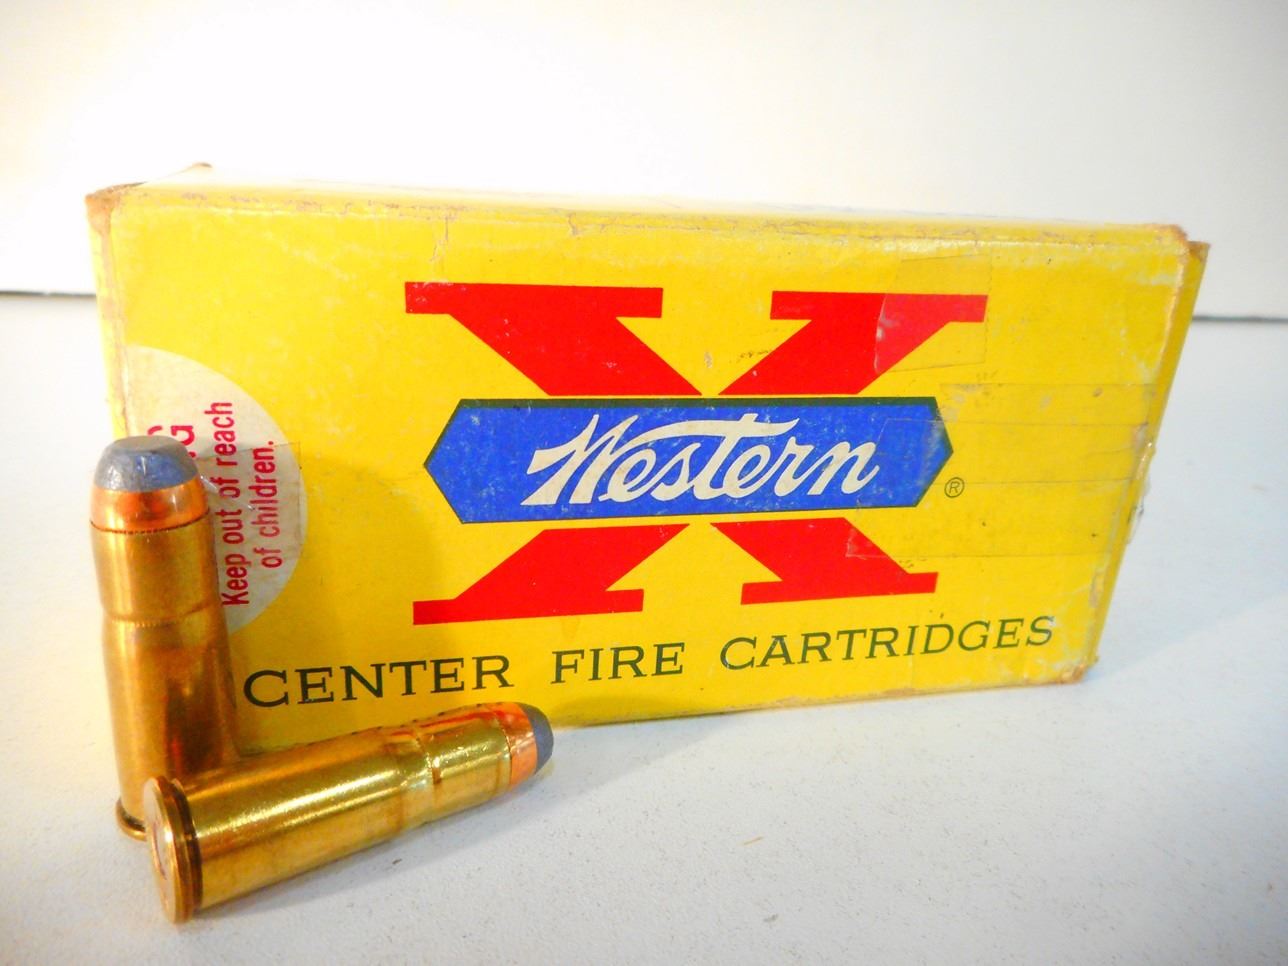 Western
®
CENTER FIRE CARTRIDGES
Keep out of reach
of children.